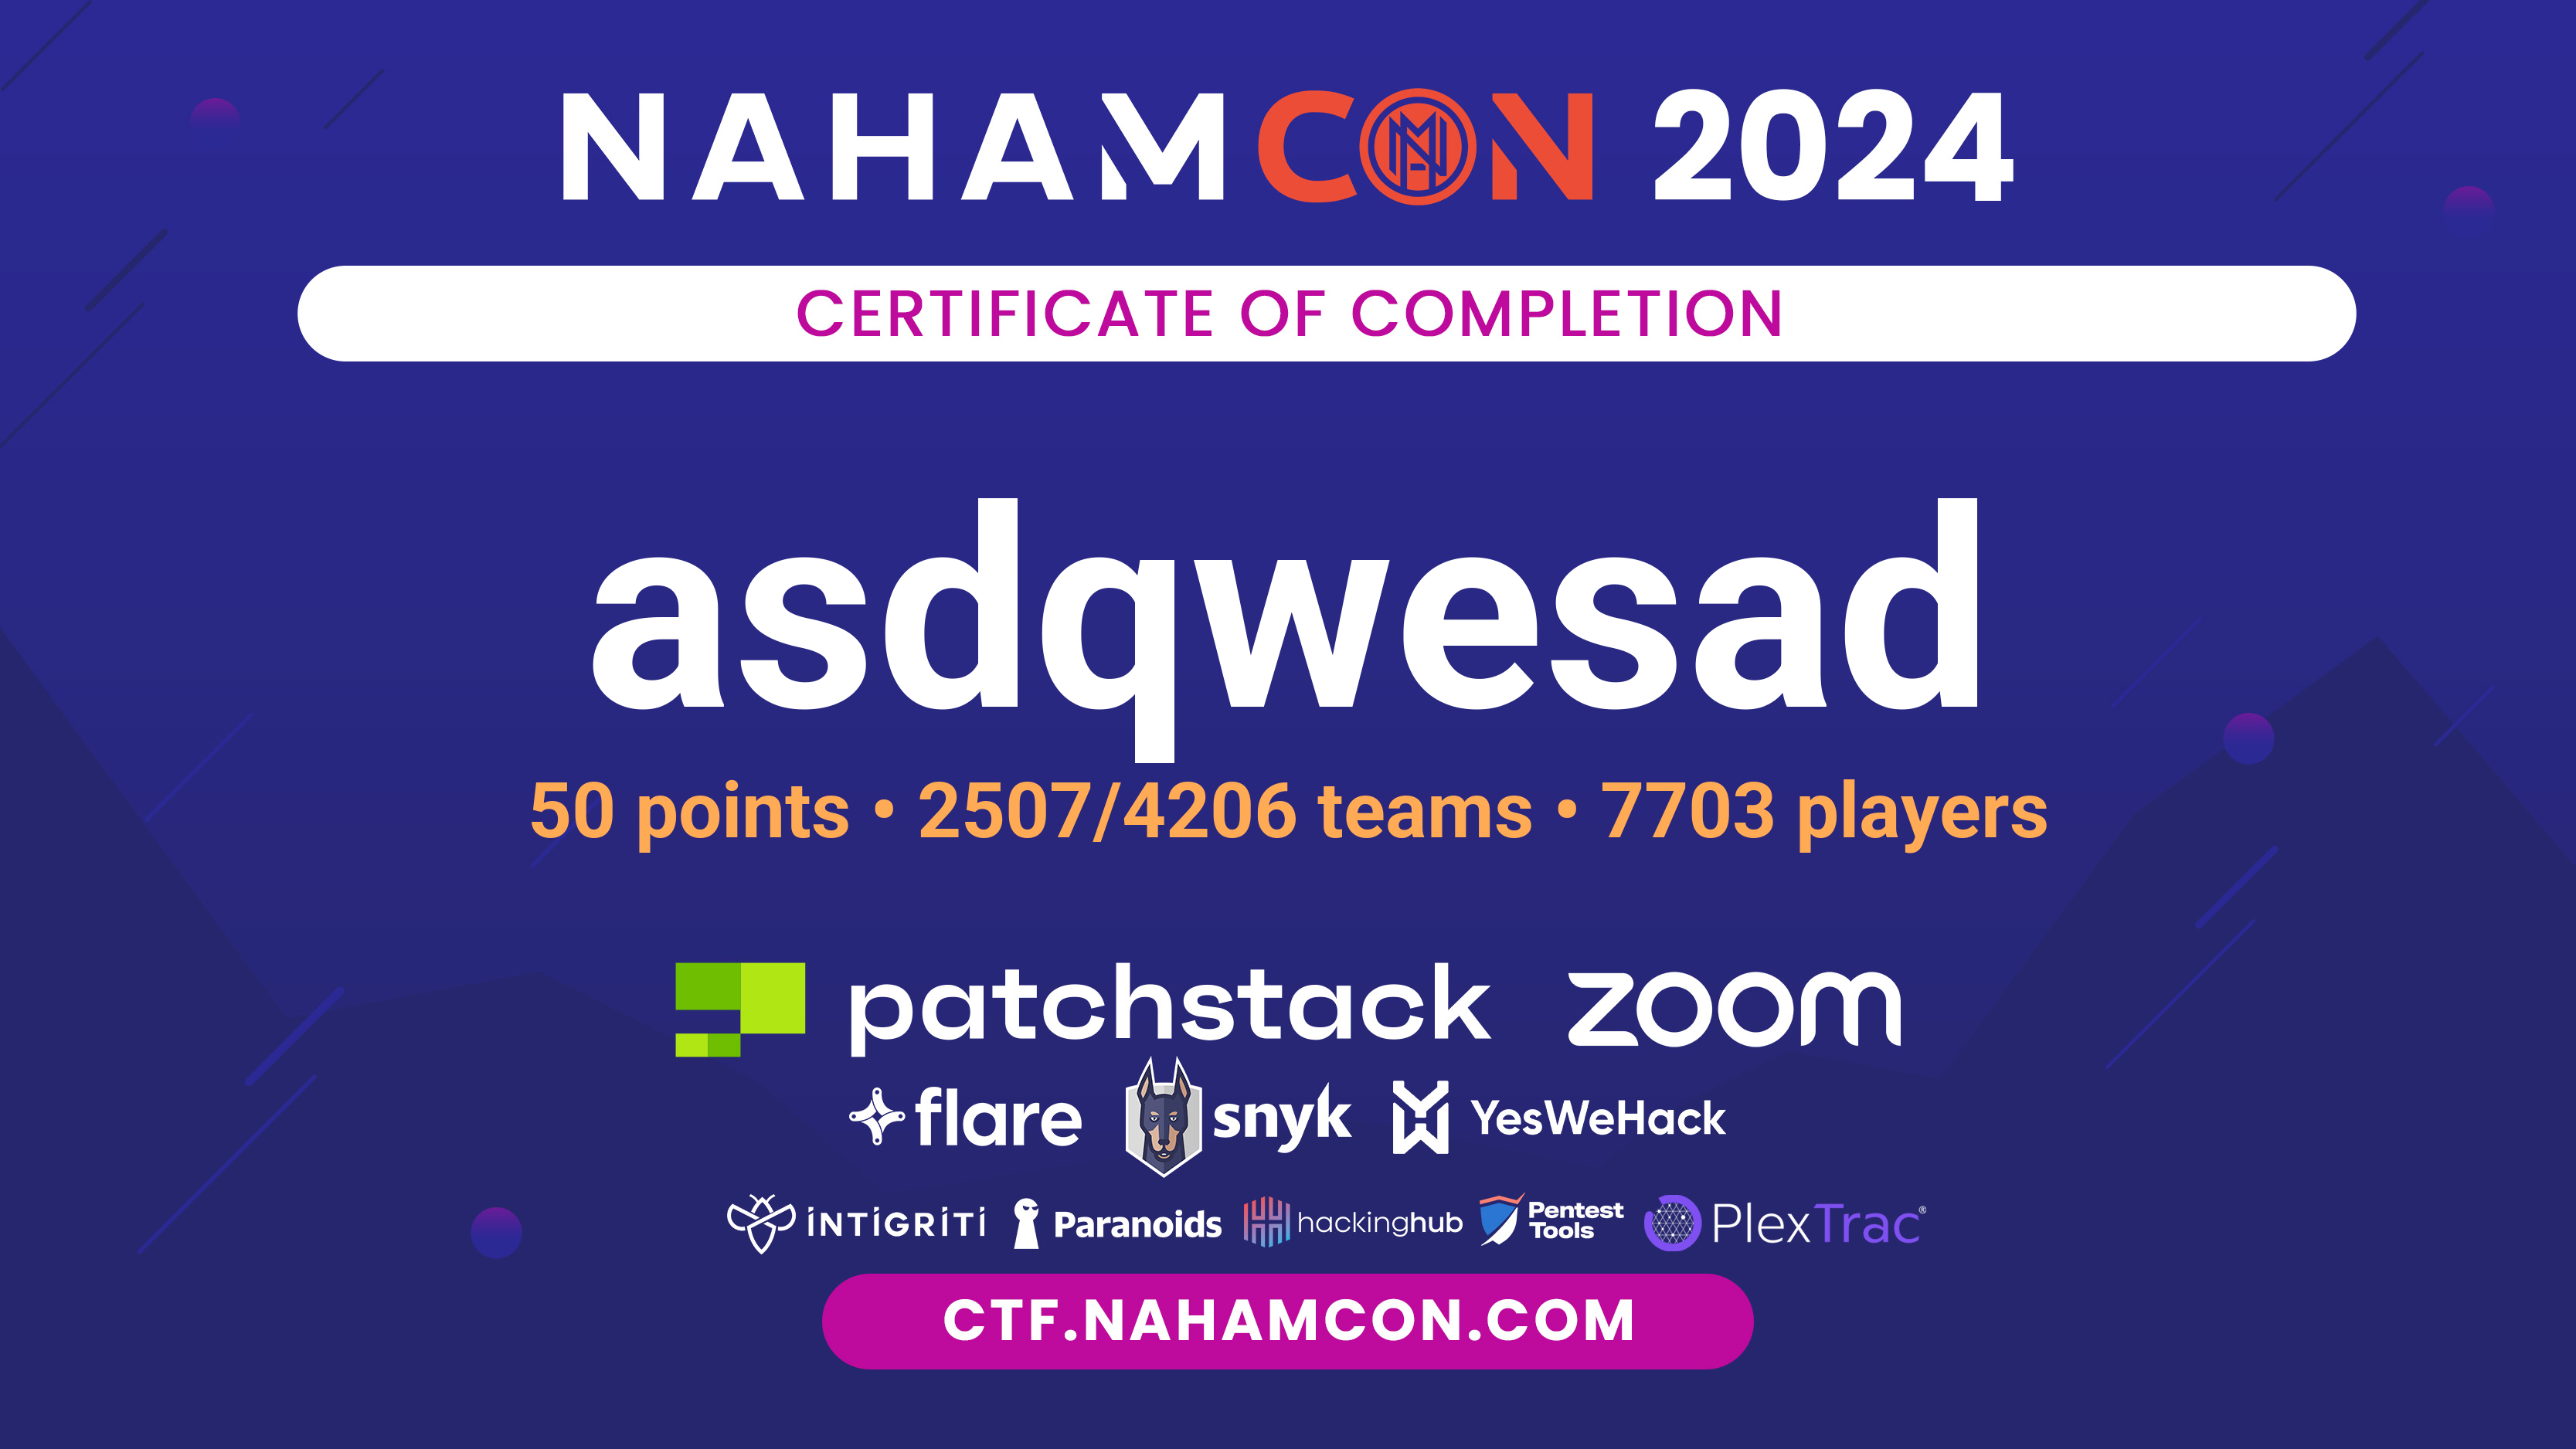 NAHAMCON 2024
CERTIFICATE OF COMPLETION
asdqwesad
50 points • 2507/4206 teams • 7703 players
patchstack zoom
flare snyk YesWeHack
INTIGRITI Paranoids hackinghub Pentest Tools PlexTrac®
CTF.NAHAMCON.COM